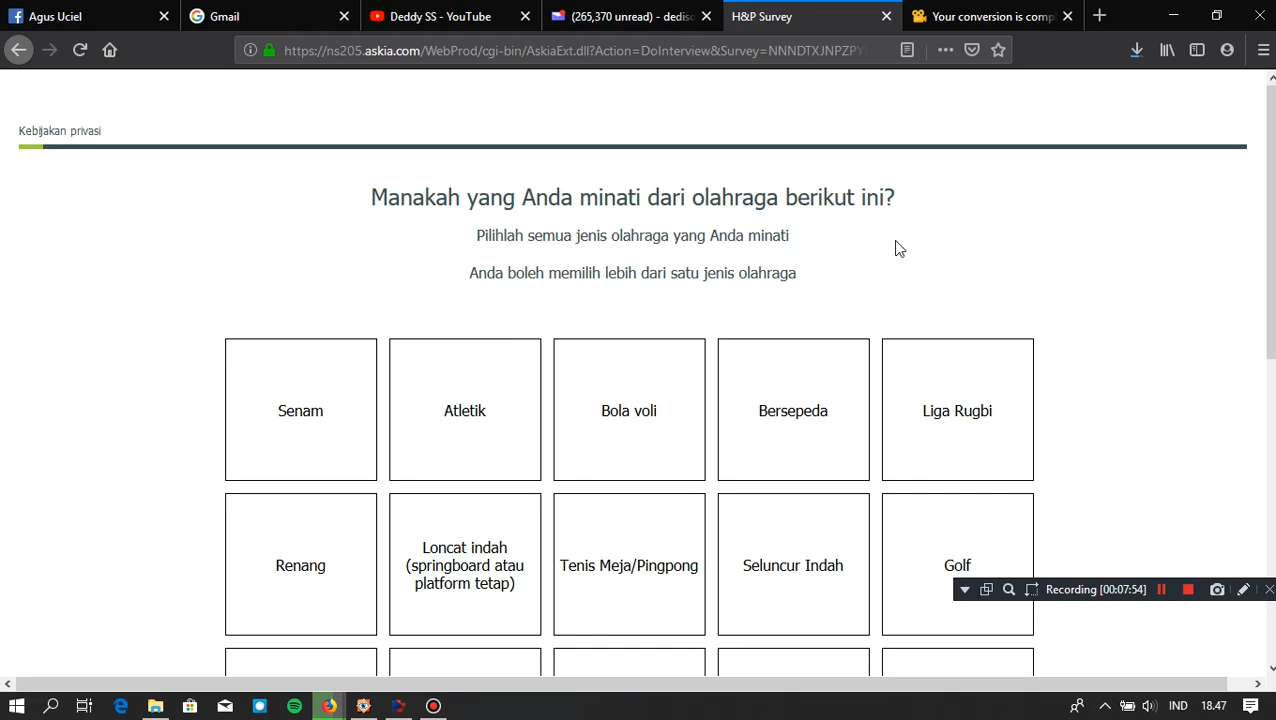 Agus Uciel
Gmail
Deddy SS - YouTube
(265,370 unread) - dediso
H&P Survey
Your conversion is comp
https://ns205.askia.com/WebProd/cgi-bin/AskiaExt.dll?Action=DoInterview&Survey=NNNDTXJNPZPY
Kebijakan privasi
Manakah yang Anda minati dari olahraga berikut ini?
Pilihlah semua jenis olahraga yang Anda minati
Anda boleh memilih lebih dari satu jenis olahraga
Senam
Atletik
Bola voli
Bersepeda
Liga Rugbi
Renang
Loncat indah
(springboard atau
platform tetap)
Tenis Meja/Pingpong
Seluncur Indah
Golf
Recording [00:07:54]
IND
18.47